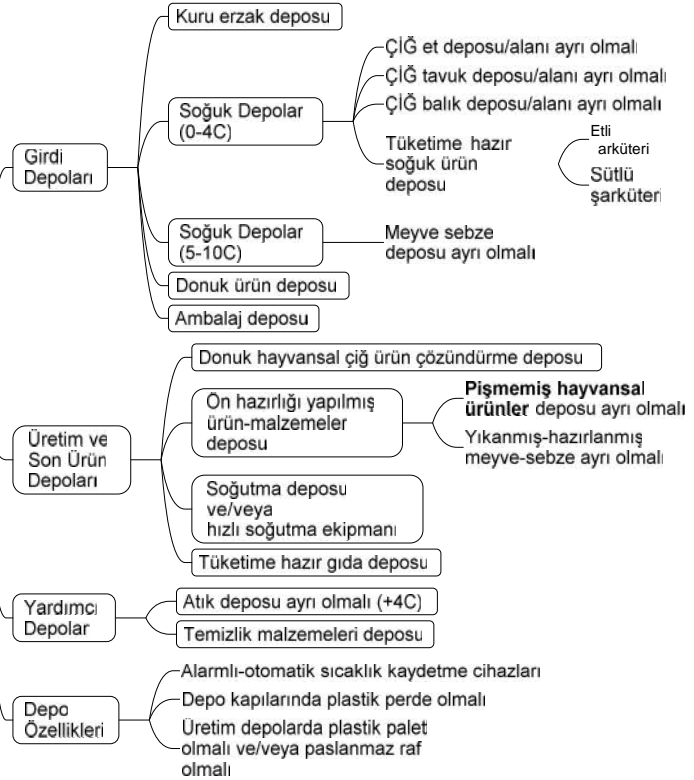 Girdi
Depoları
Kuru erzak deposu
Soğuk Depolar
(0-4C)
ÇİĞ et deposu/alanı ayrı olmalı
ÇİĞ tavuk deposu/alanı ayrı olmalı
ÇİĞ balık deposu/alanı ayrı olmalı
Tüketime hazır
soğuk ürün
deposu
Etli
arküteri
Sütlü
şarküteri
Soğuk Depolar
(5-10C)
Meyve sebze
deposu ayrı olmalı
Donuk ürün deposu
Ambalaj deposu
Üretim ve
Son Ürün
Depoları
Donuk hayvansal çiğ ürün çözündürme deposu
Ön hazırlığı yapılmış
ürün-malzemeler
deposu
Pişmemiş hayvansal
ürünler deposu ayrı olmalı
Yıkanmış-hazırlanmış
meyve-sebze ayrı olmalı
Soğutma deposu
ve/veya
hızlı soğutma ekipmanı
Tüketime hazır gıda deposu
Yardımcı
Depolar
Atık deposu ayrı olmalı (+4C)
Temizlik malzemeleri deposu
Depo
Özellikleri
Alarmlı-otomatik sıcaklık kaydetme cihazları
Depo kapılarında plastik perde olmalı
Üretim depolarda plastik palet
olmalı ve/veya paslanmaz raf
olmalı